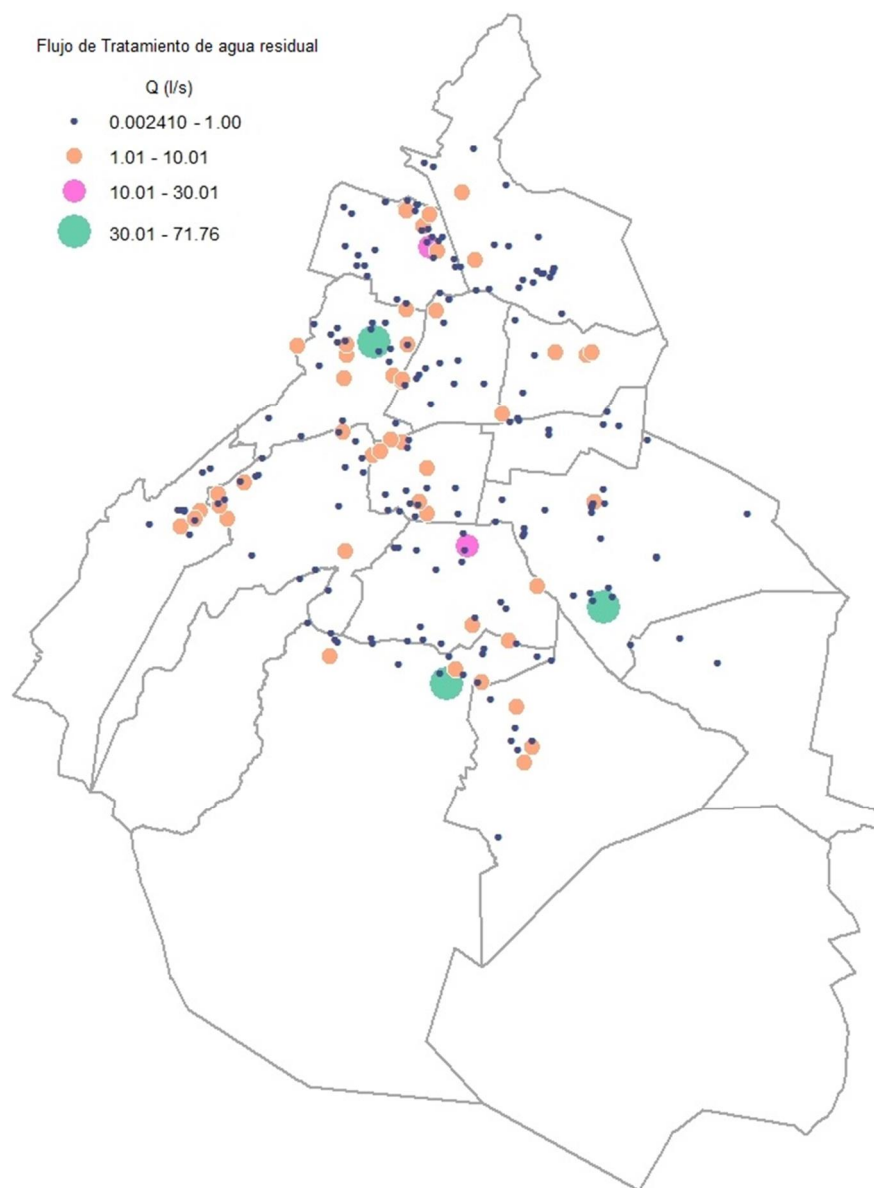 Flujo de Tratamiento de agua residual
Q (l/s)
0.002410 - 1.00
1.01 - 10.01
10.01 - 30.01
30.01 - 71.76